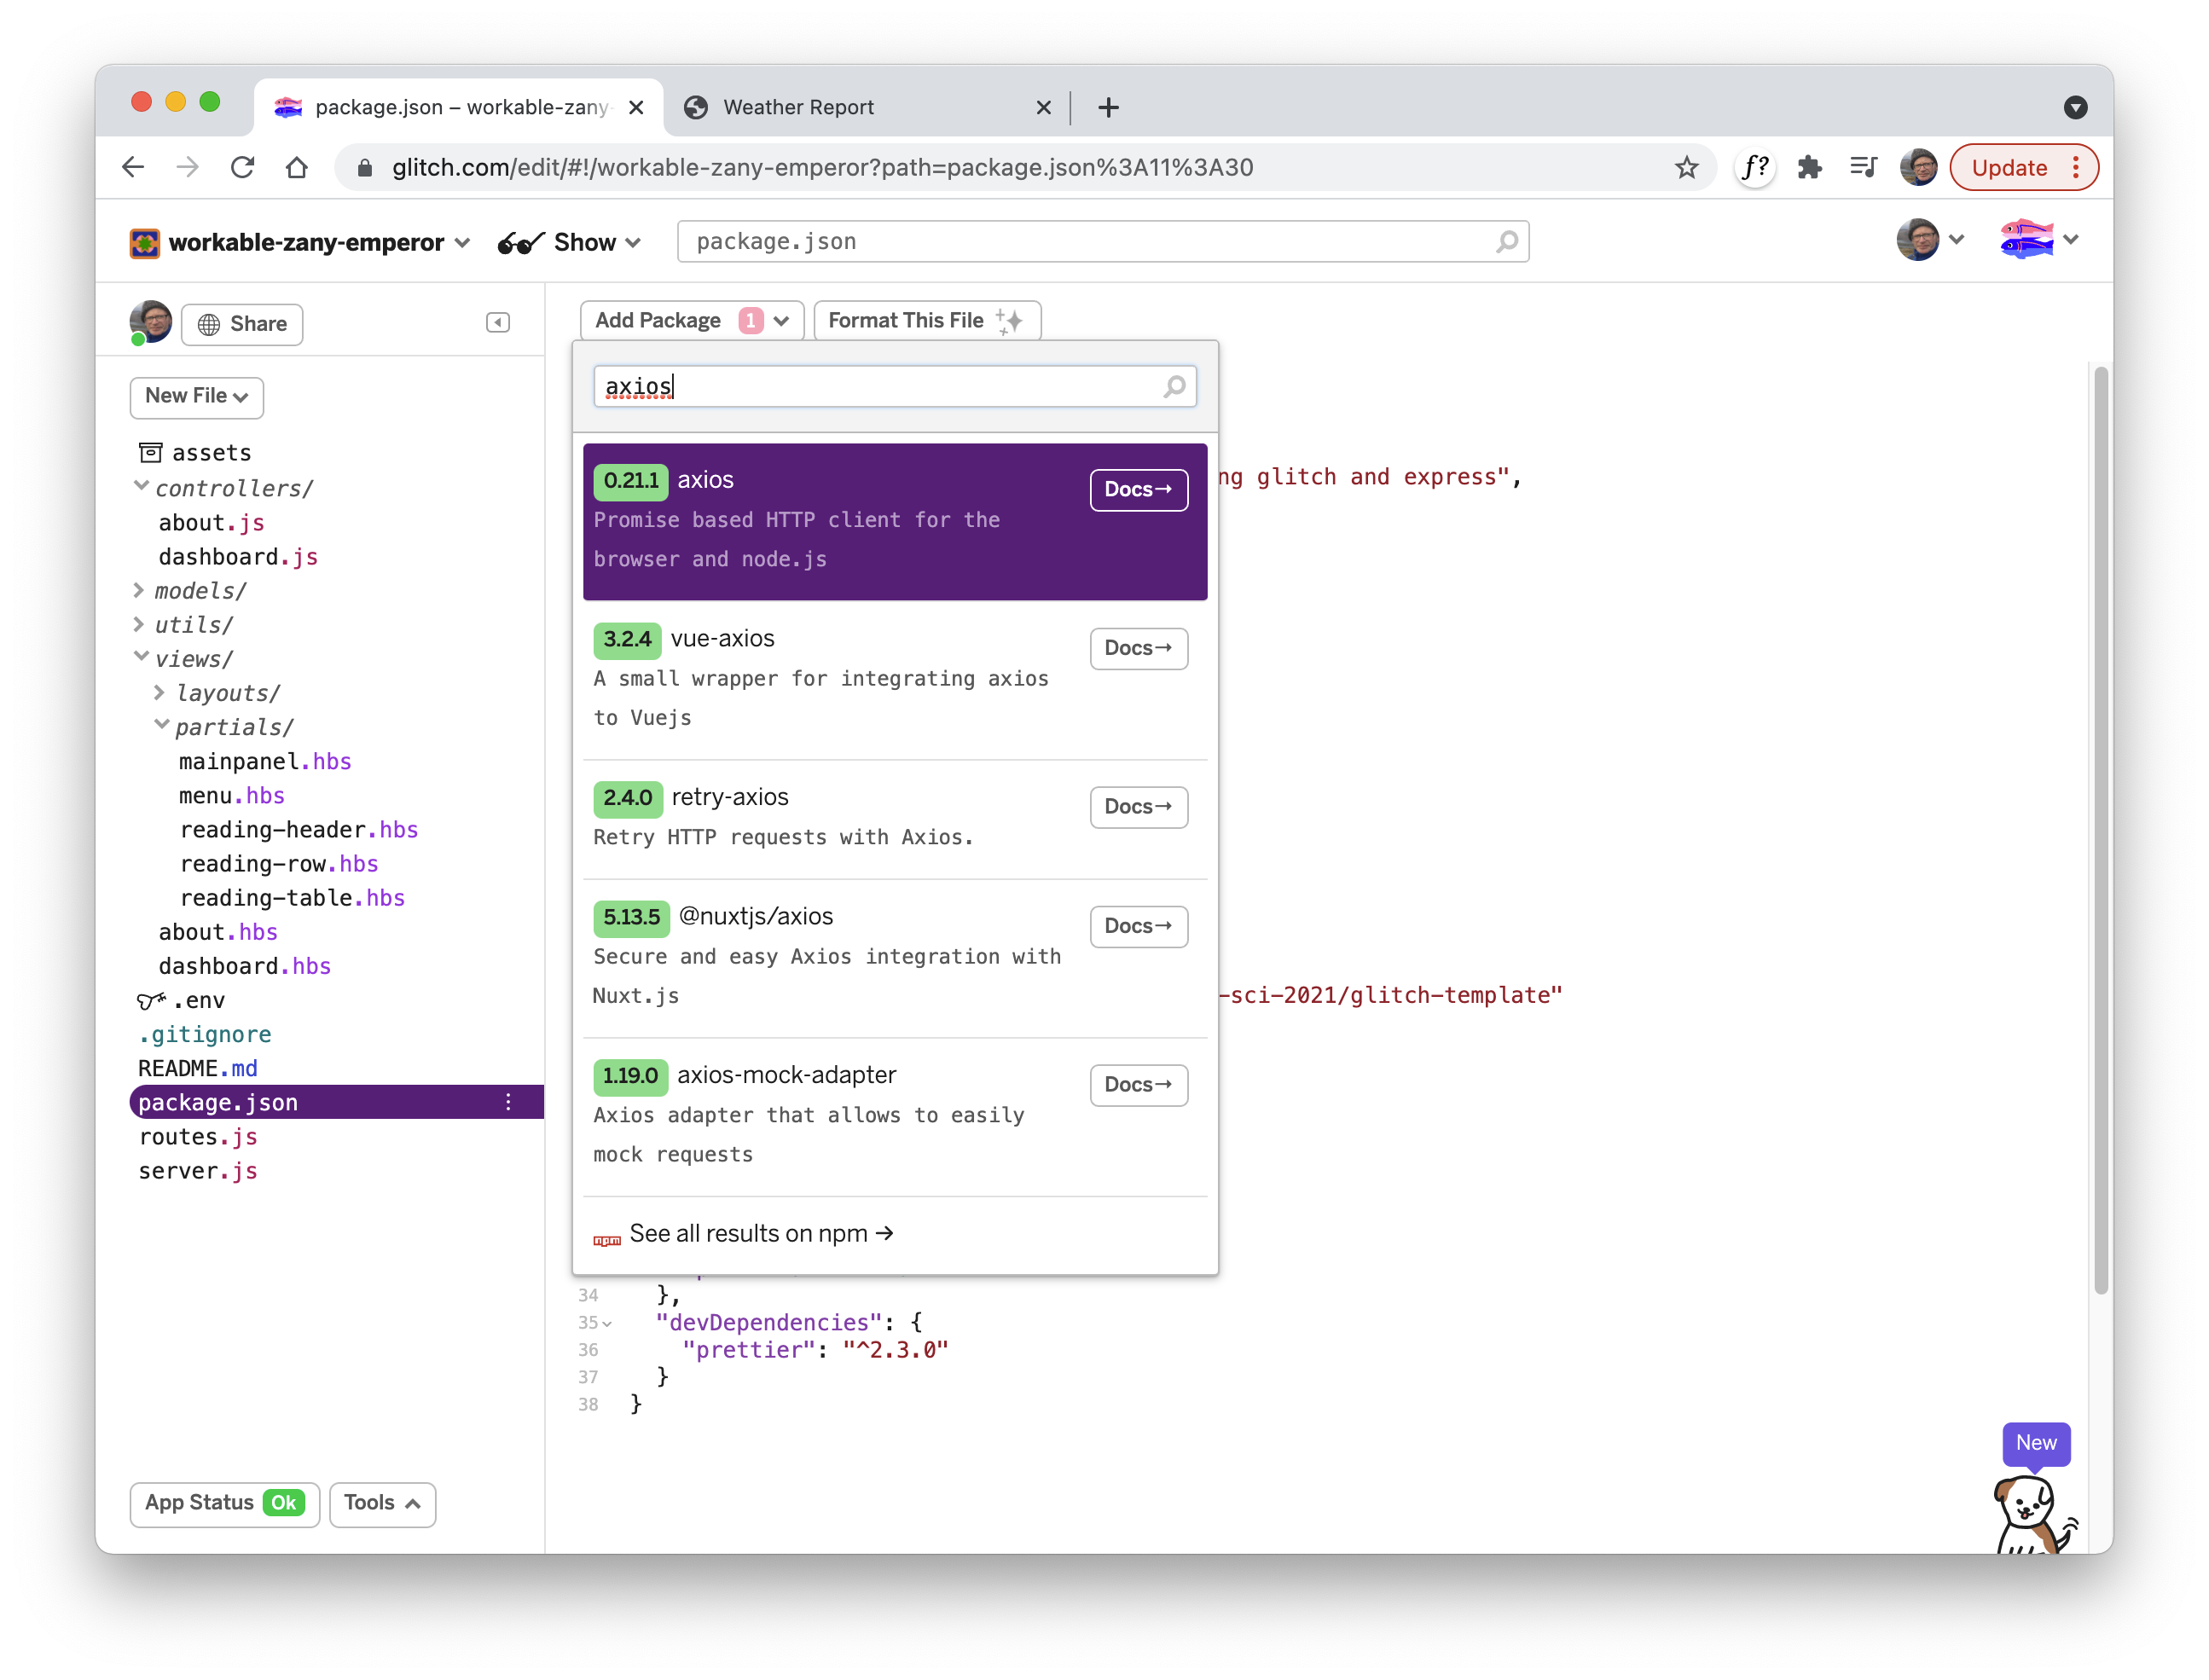 package.json – workable-zany-
Weather Report
glitch.com/edit/#!/workable-zany-emperor?path=package.json%3A11%3A30
f?
Update
workable-zany-emperor
Show
package.json
Share
Add Package 1
Format This File
New File
assets
controllers/
about.js
dashboard.js
models/
utils/
views/
layouts/
partials/
mainpanel.hbs
menu.hbs
reading-header.hbs
reading-row.hbs
reading-table.hbs
about.hbs
dashboard.hbs
.env
.gitignore
README.md
package.json
routes.js
server.js
App Status Ok
Tools
axios
0.21.1 axios
Docs→
Promise based HTTP client for the
browser and node.js
3.2.4 vue-axios
Docs→
A small wrapper for integrating axios
to Vuejs
2.4.0 retry-axios
Docs→
Retry HTTP requests with Axios.
5.13.5 @nuxtjs/axios
Docs→
Secure and easy Axios integration with
Nuxt.js
1.19.0 axios-mock-adapter
Docs→
Axios adapter that allows to easily
mock requests
npm See all results on npm →
ng glitch and express",
-sci-2021/glitch-template"
34 },
35 "devDependencies": {
36 "prettier": "^2.3.0"
37 }
38 }
New